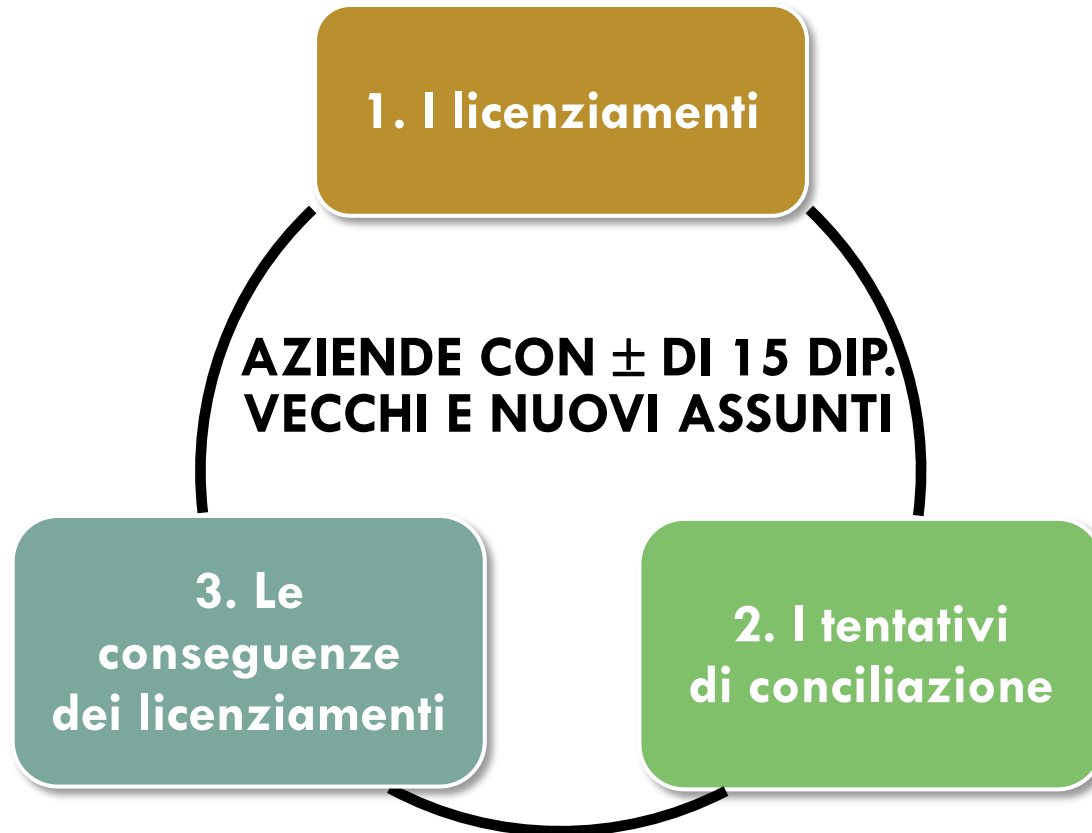 1. I licenziamenti
AZIENDE CON ± DI 15 DIP.
VECCHI E NUOVI ASSUNTI
3. Le
conseguenze
dei licenziamenti
2. I tentativi
di conciliazione